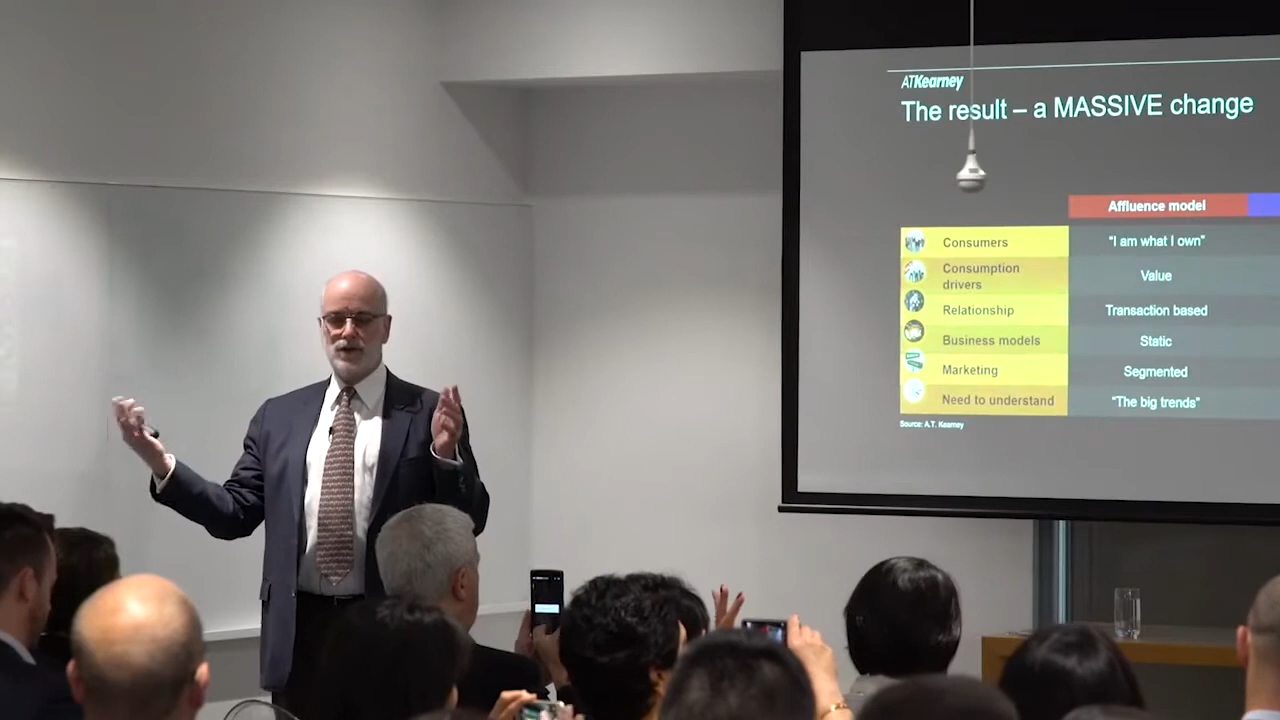 ATKearney
The result – a MASSIVE change
Affluence model
Consumers "I am what I own"
Consumption drivers Value
Relationship Transaction based
Business models Static
Marketing Segmented
Need to understand "The big trends"
Source: A.T. Kearney